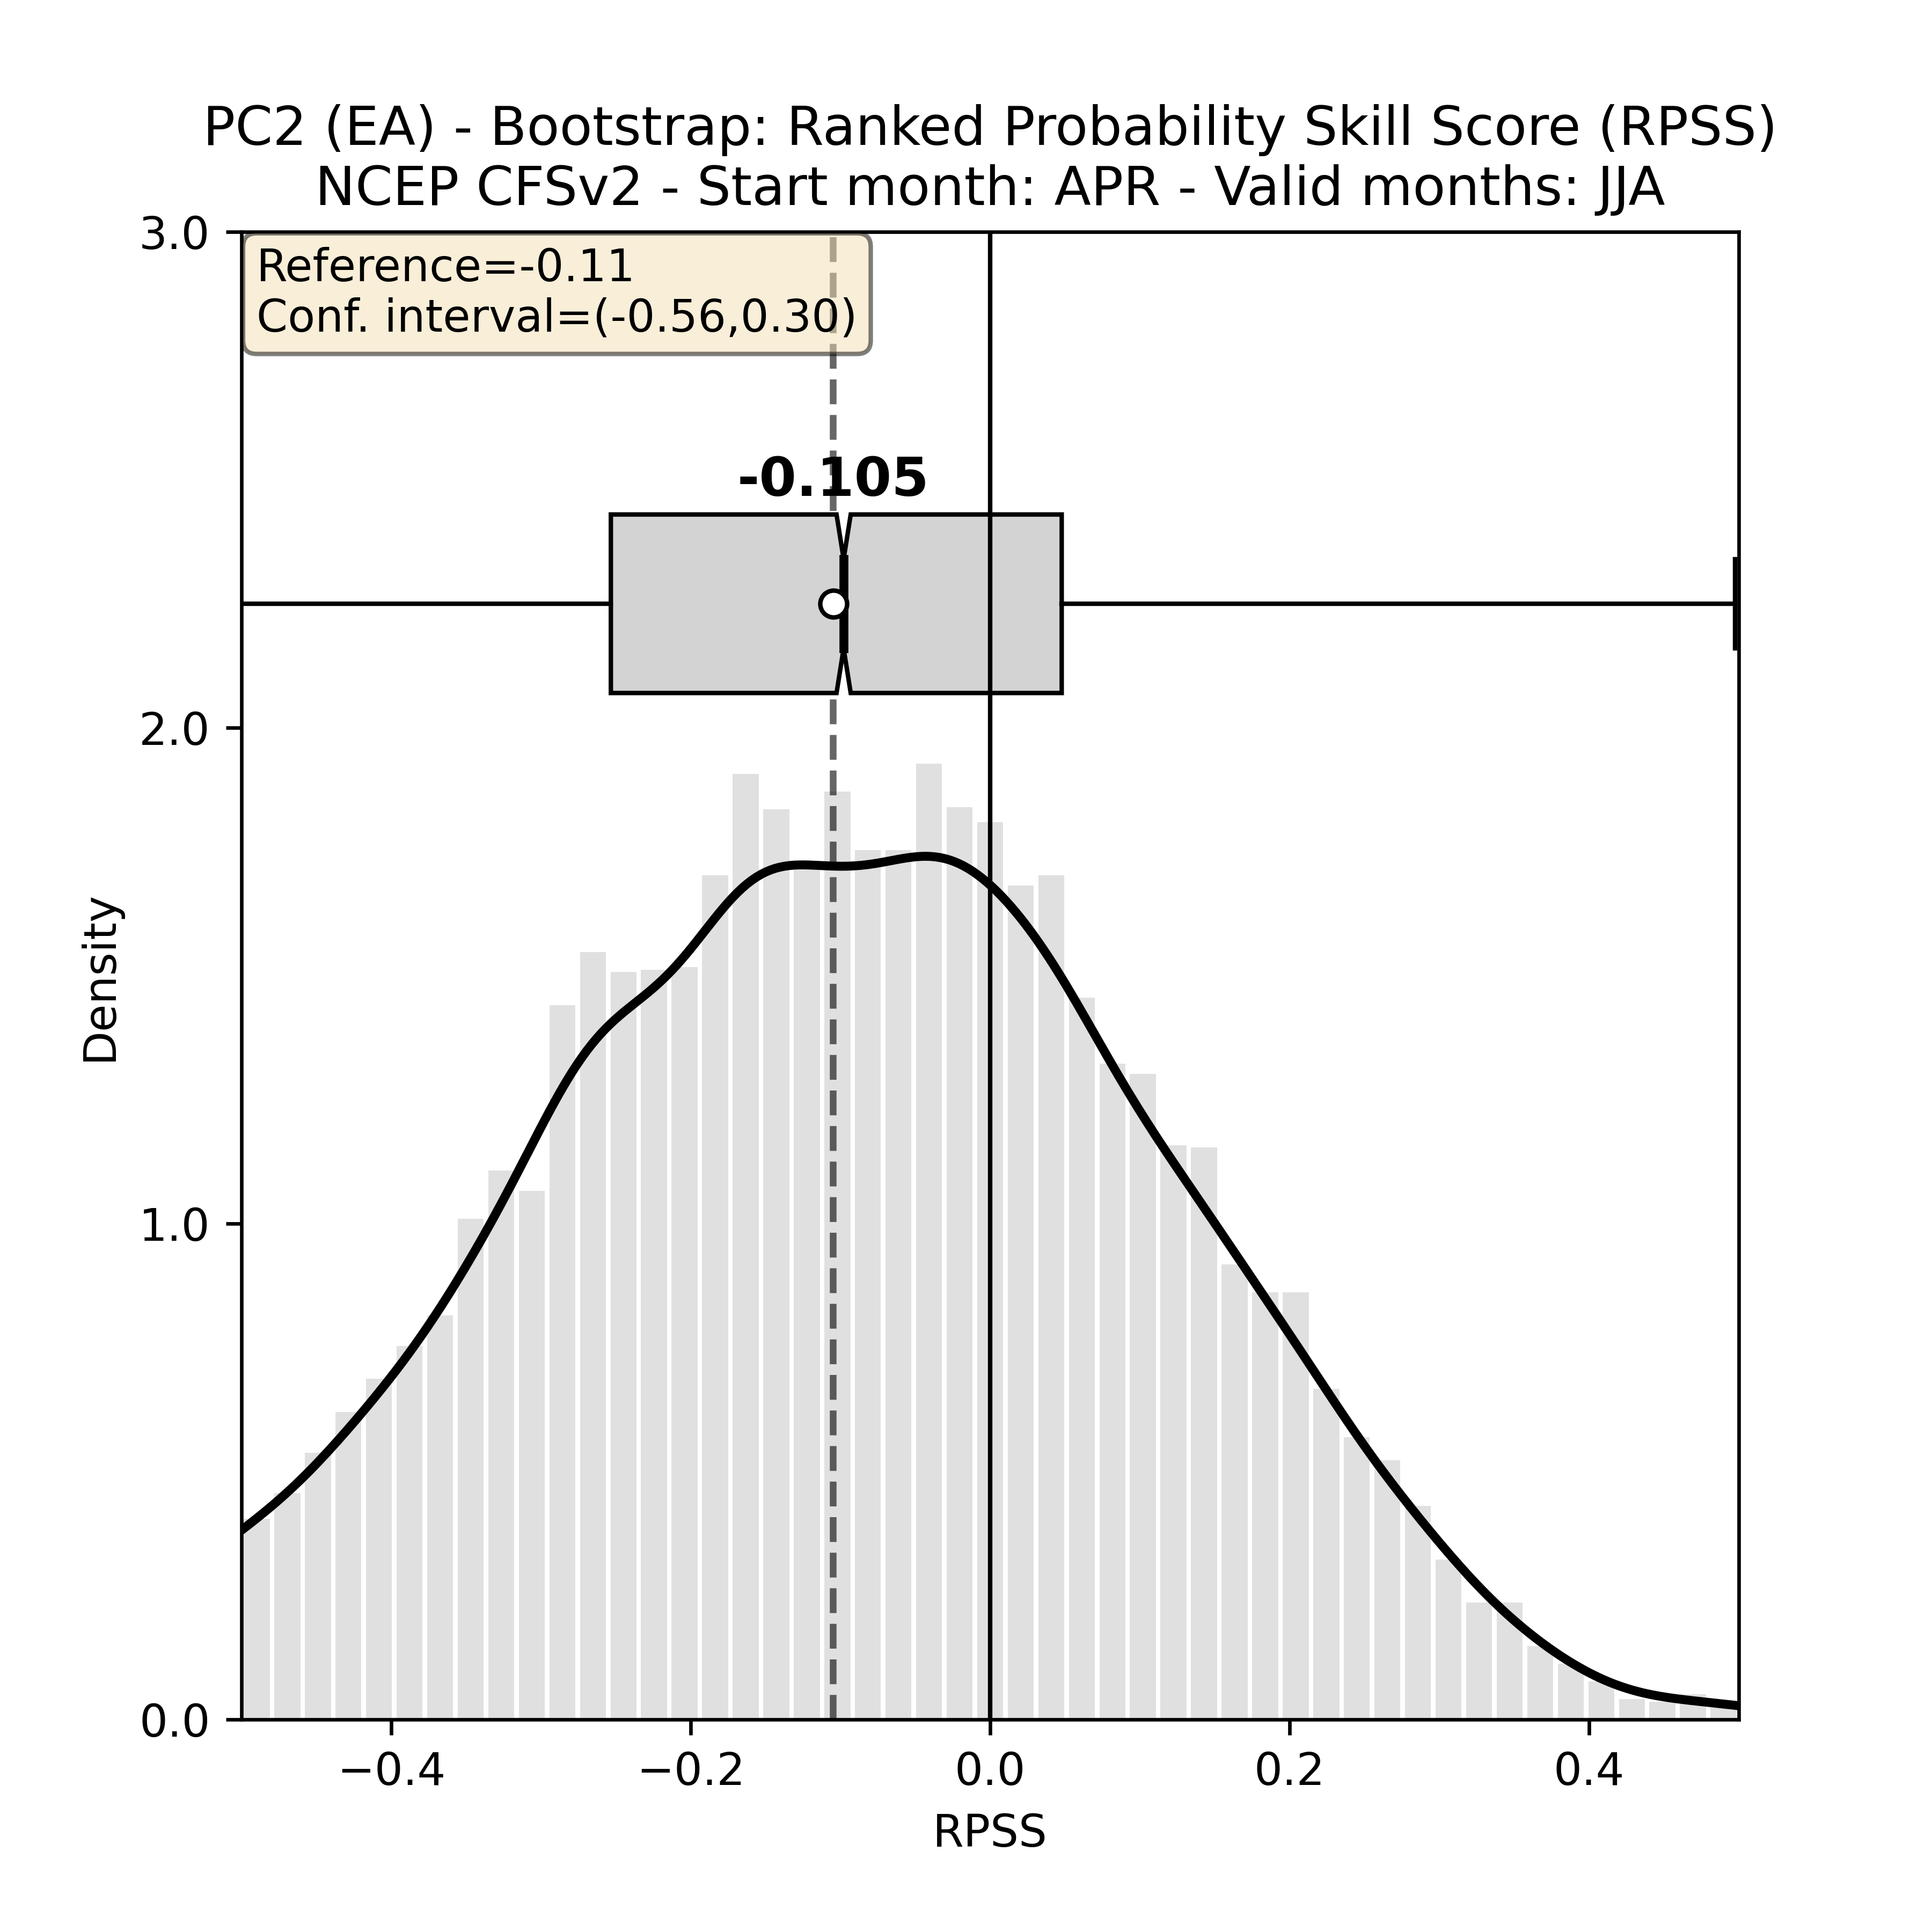 PC2 (EA) - Bootstrap: Ranked Probability Skill Score (RPSS)
NCEP CFSv2 - Start month: APR - Valid months: JJA
3.0
Reference=-0.11
Conf. interval=(-0.56,0.30)
-0.105
2.0
Density
1.0
0.0
−0.4
−0.2
0.0
0.2
0.4
RPSS